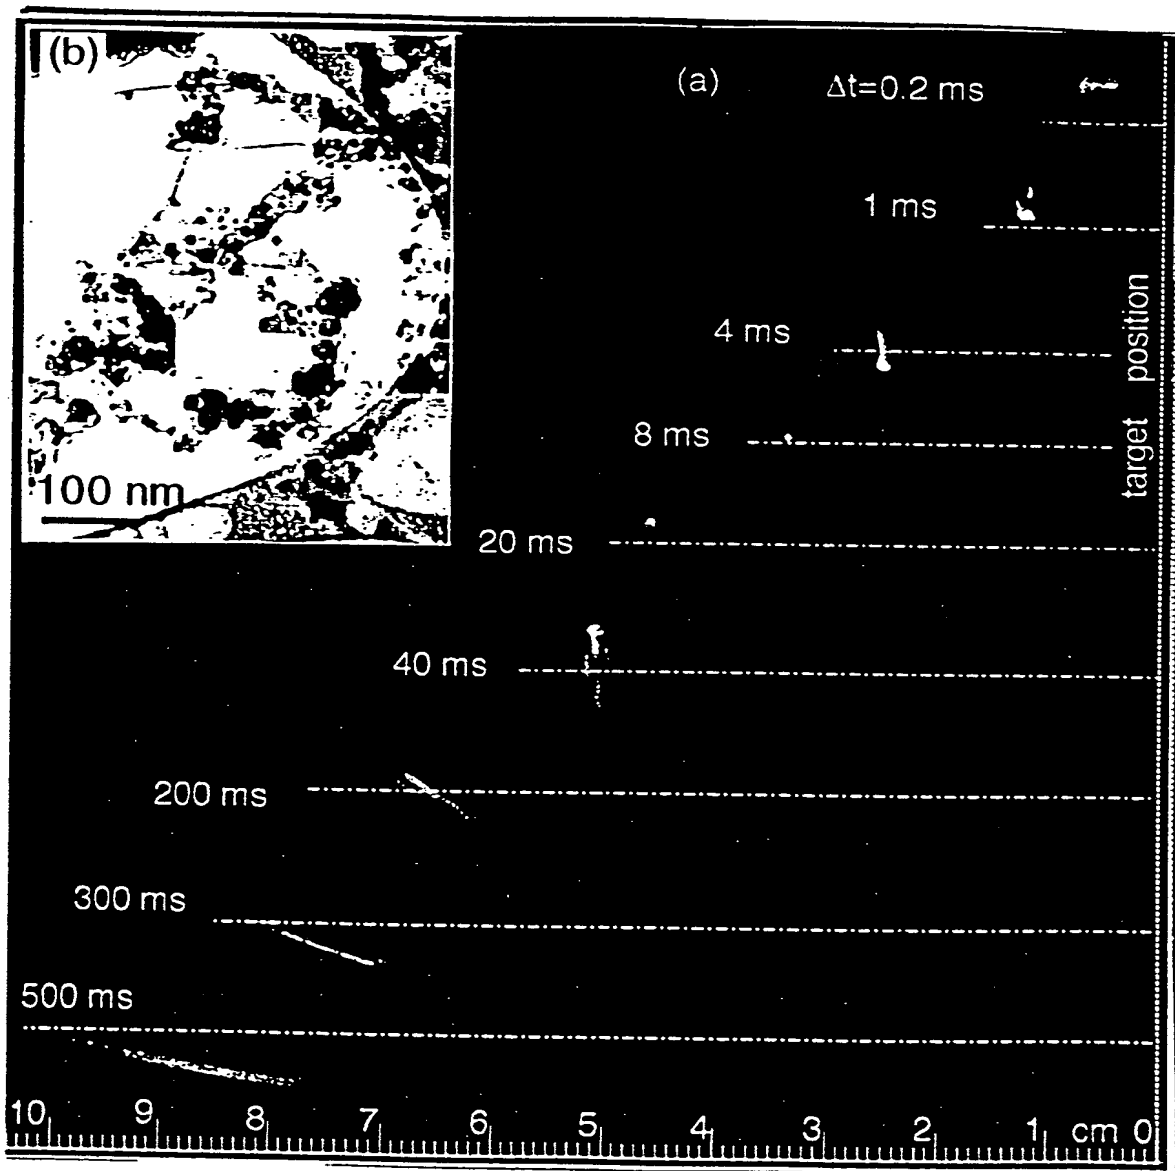 (b)
100 nm
(a)
Δt=0.2 ms
1 ms
4 ms
8 ms
20 ms
40 ms
200 ms
300 ms
500 ms
target position
10 9 8 7 6 5 4 3 2 1 cm 0